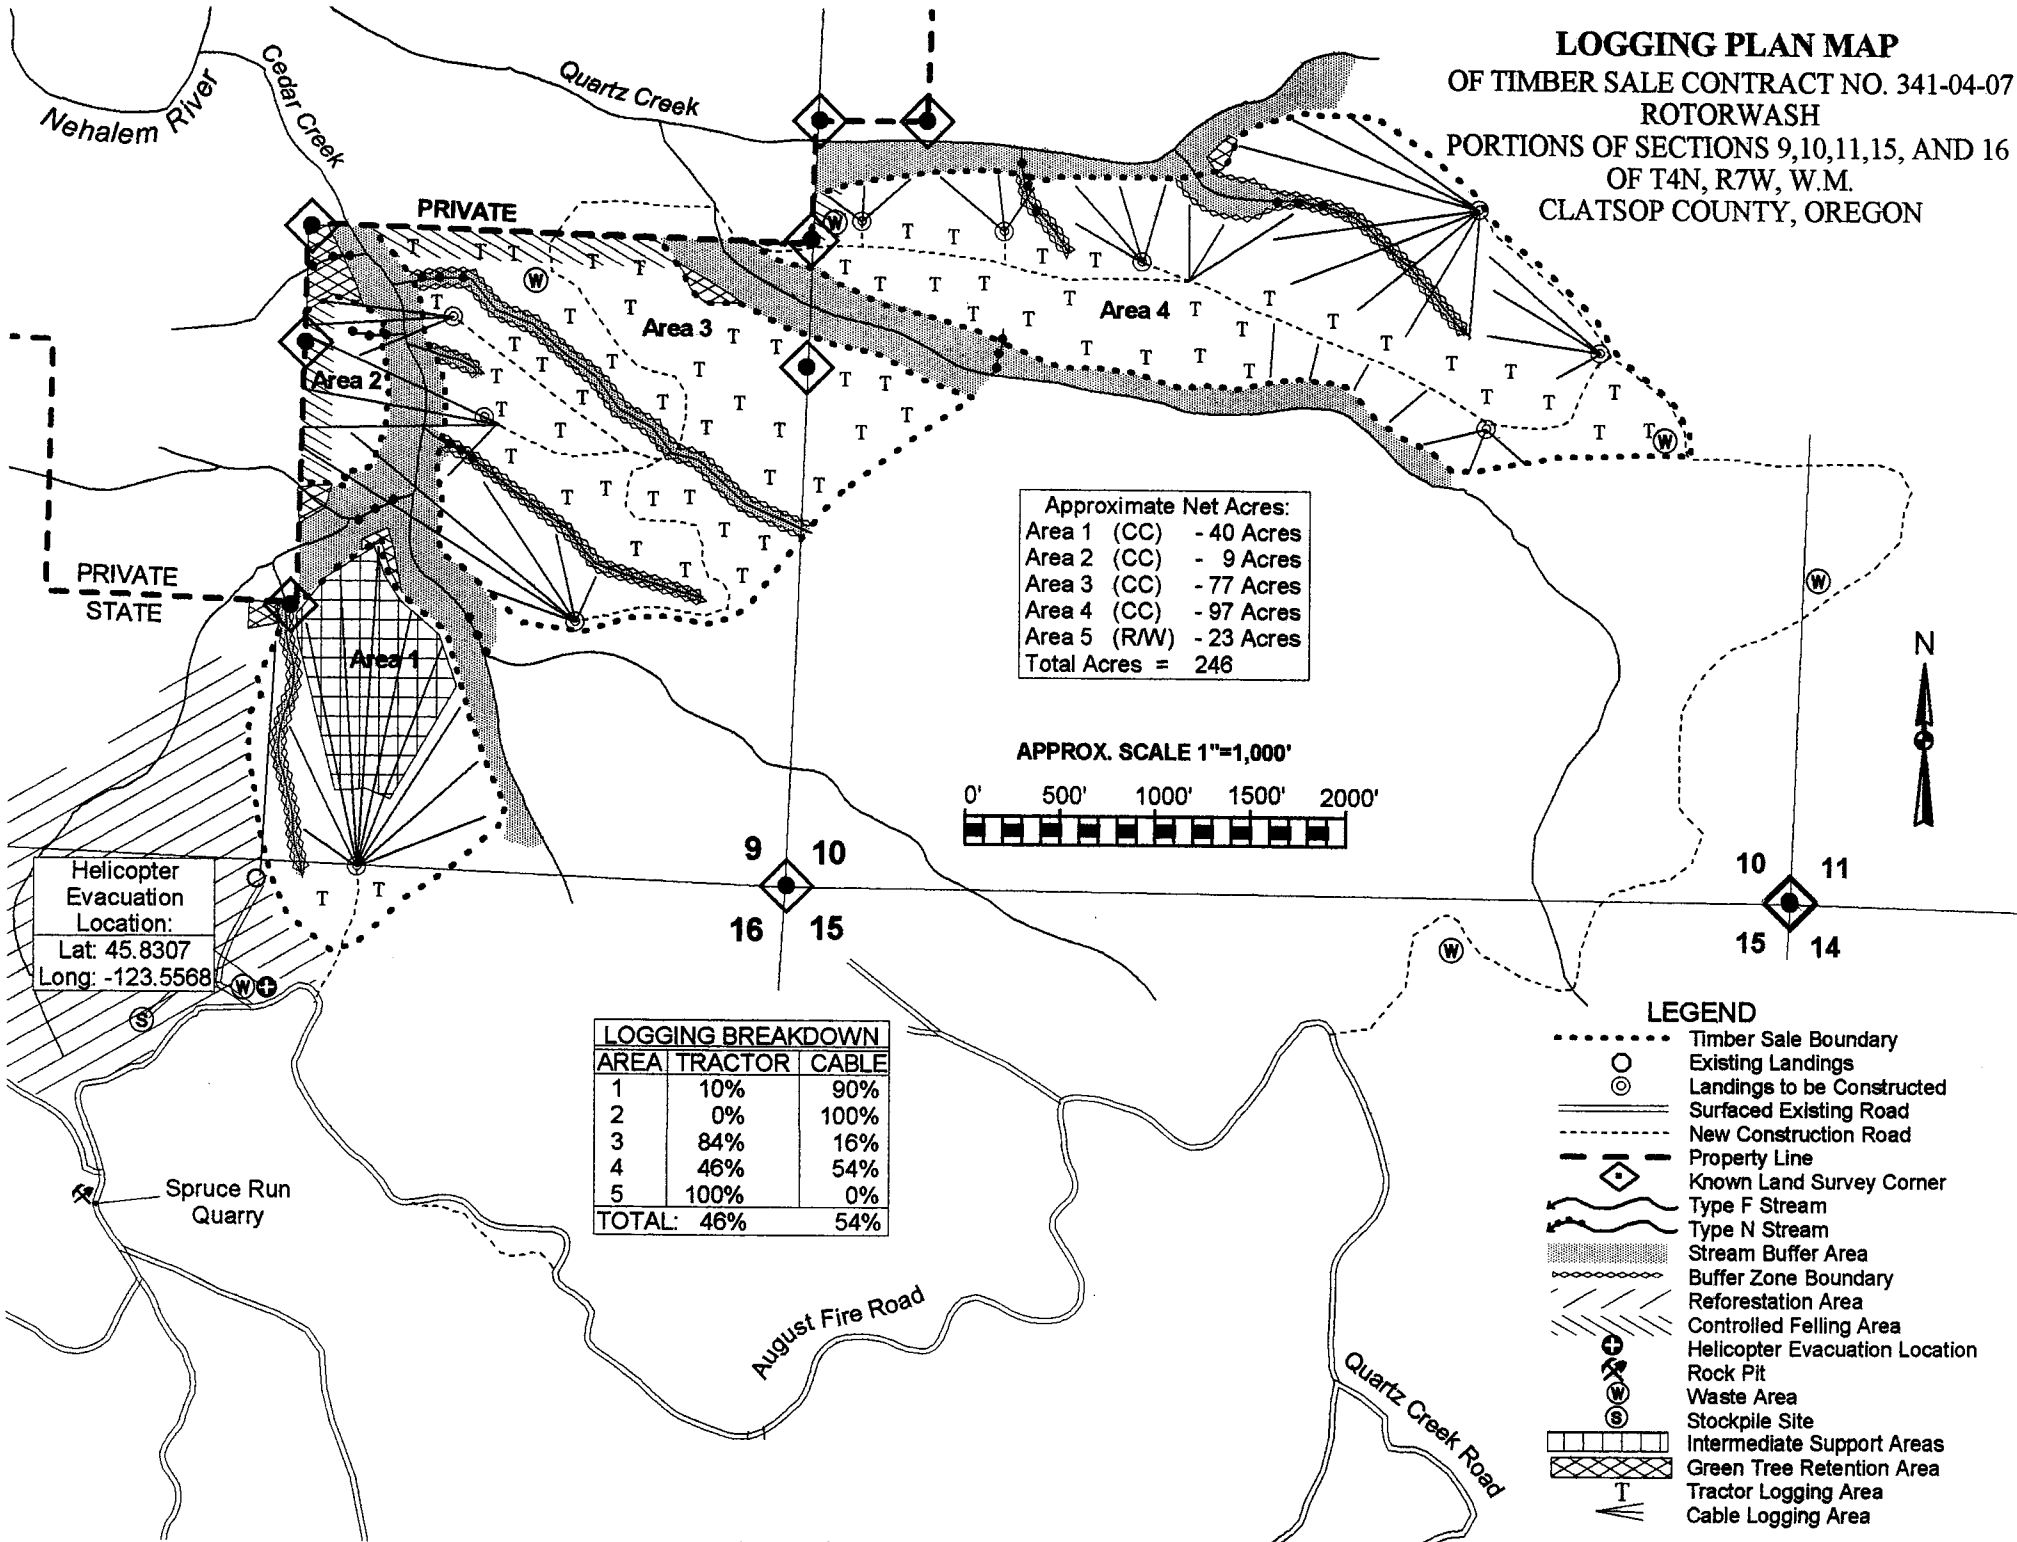 LOGGING PLAN MAP
OF TIMBER SALE CONTRACT NO. 341-04-07
ROTORWASH
PORTIONS OF SECTIONS 9,10,11,15, AND 16
OF T4N, R7W, W.M.
CLATSOP COUNTY, OREGON
Nehalem River
Cedar Creek
Quartz Creek
PRIVATE
Area 3
Area 4
Area 2
PRIVATE
STATE
Area 1
Approximate Net Acres:
Area 1 (CC) - 40 Acres
Area 2 (CC) - 9 Acres
Area 3 (CC) - 77 Acres
Area 4 (CC) - 97 Acres
Area 5 (R/W) - 23 Acres
Total Acres = 246
N
APPROX. SCALE 1"=1,000'
0' 500' 1000' 1500' 2000'
9 10
16 15
10 11
15 14
Helicopter
Evacuation
Location:
Lat: 45.8307
Long: -123.5568
W
S
LOGGING BREAKDOWN
AREA TRACTOR CABLE
1 10% 90%
2 0% 100%
3 84% 16%
4 46% 54%
5 100% 0%
TOTAL: 46% 54%
Spruce Run
Quarry
August Fire Road
Quartz Creek Road
LEGEND
Timber Sale Boundary
Existing Landings
Landings to be Constructed
Surfaced Existing Road
New Construction Road
Property Line
Known Land Survey Corner
Type F Stream
Type N Stream
Stream Buffer Area
Buffer Zone Boundary
Reforestation Area
Controlled Felling Area
Helicopter Evacuation Location
Rock Pit
W Waste Area
S Stockpile Site
Intermediate Support Areas
Green Tree Retention Area
T Tractor Logging Area
Cable Logging Area